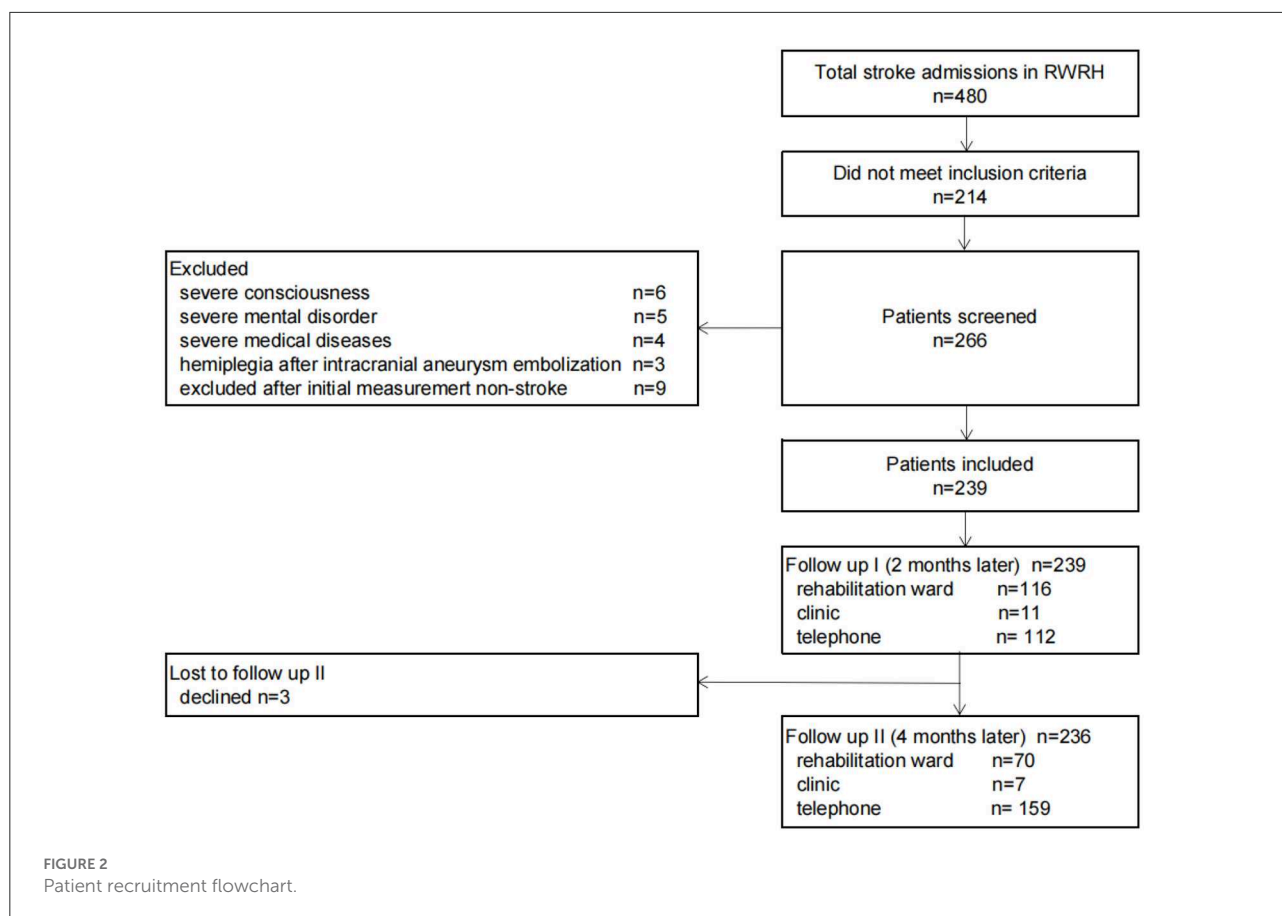 Total stroke admissions in RWRH
n=480
Did not meet inclusion criteria
n=214
Excluded
severe consciousness n=6
severe mental disorder n=5
severe medical diseases n=4
hemiplegia after intracranial aneurysm embolization n=3
excluded after initial measuremert non-stroke n=9
Patients screened
n=266
Patients included
n=239
Follow up I (2 months later) n=239
rehabilitation ward n=116
clinic n=11
telephone n= 112
Lost to follow up II
declined n=3
Follow up II (4 months later) n=236
rehabilitation ward n=70
clinic n=7
telephone n= 159
FIGURE 2
Patient recruitment flowchart.